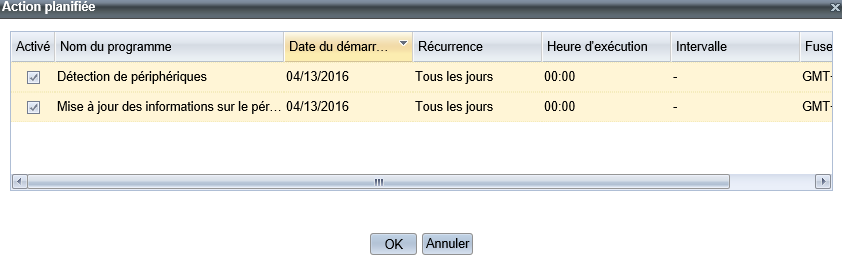 Action planifiée
Activé Nom du programme Date du démarr... Récurrence Heure d'exécution Intervalle Fuse
Détection de périphériques 04/13/2016 Tous les jours 00:00 - GMT-
Mise à jour des informations sur le pér... 04/13/2016 Tous les jours 00:00 - GMT-
OK Annuler